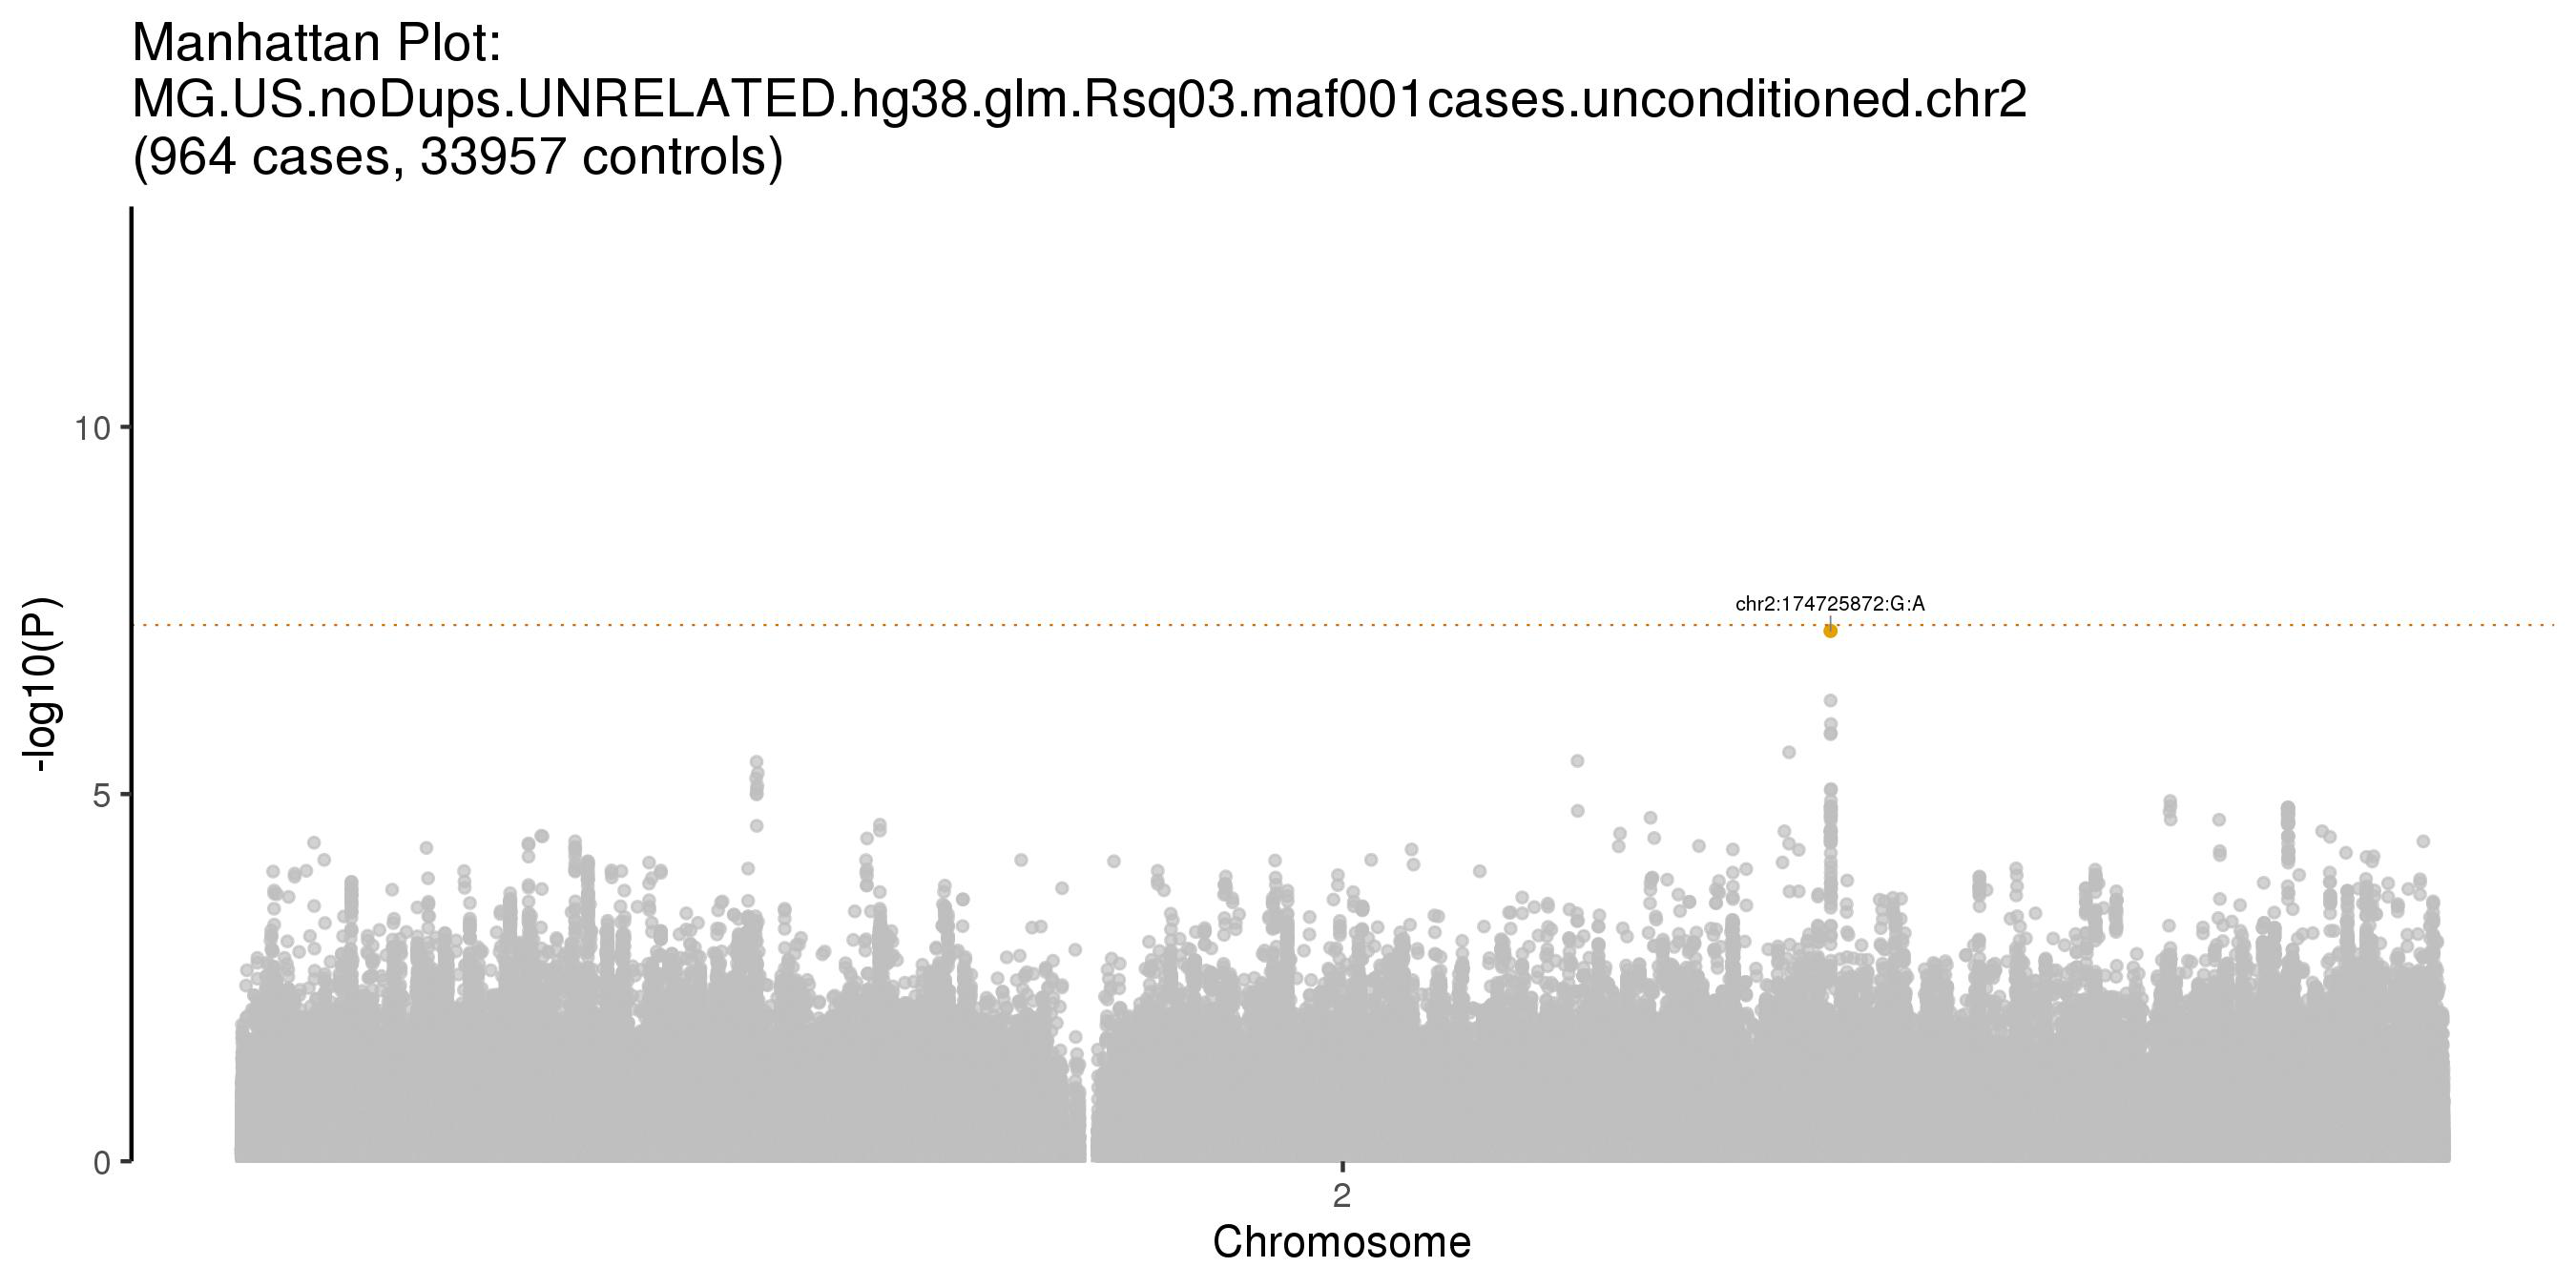 Manhattan Plot:
MG.US.noDups.UNRELATED.hg38.glm.Rsq03.maf001cases.unconditioned.chr2
(964 cases, 33957 controls)
10
5
0
-log10(P)
chr2:174725872:G:A
2
Chromosome